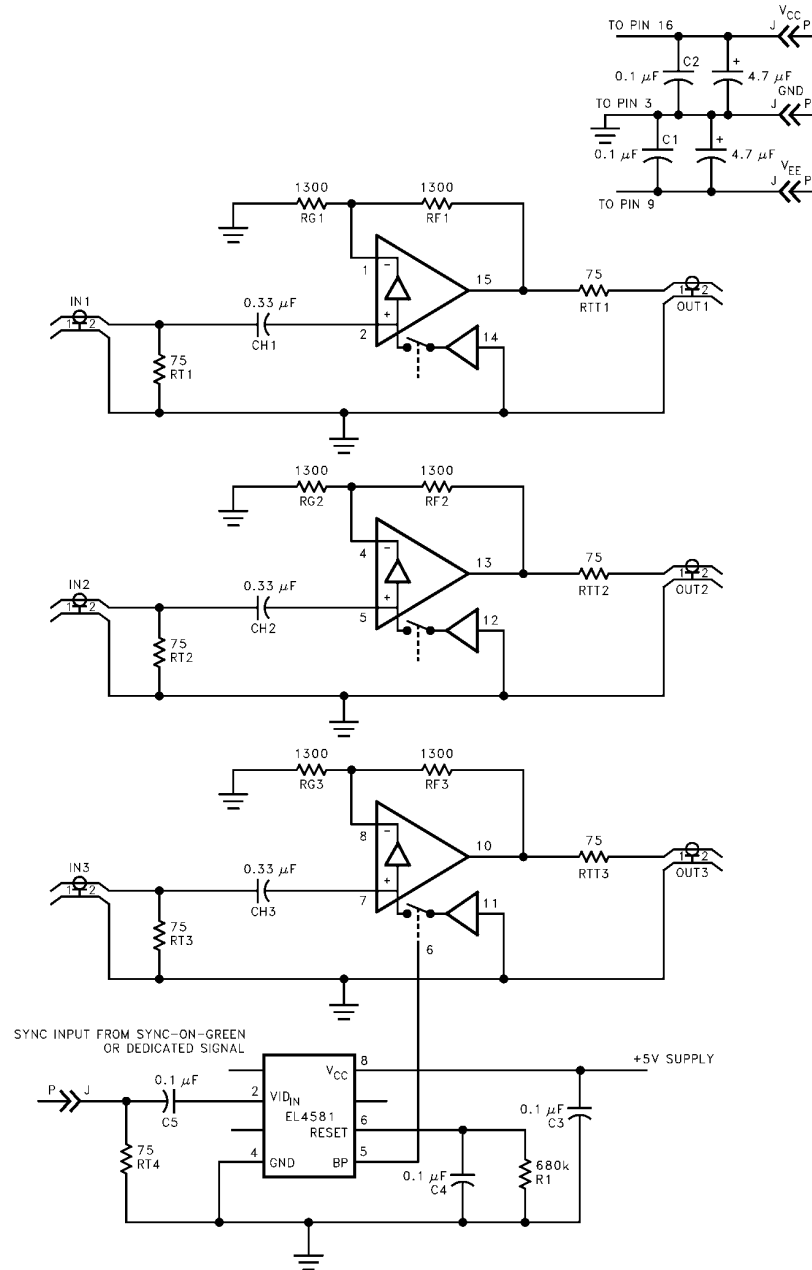 V_CC
TO PIN 16
J P
C2
+
0.1 μF
4.7 μF
GND
TO PIN 3
J P
C1
+
0.1 μF
4.7 μF
V_EE
J P
TO PIN 9
1300
1300
RG1
RF1
1
-
15
75
RTT1
1 2
OUT1
IN1
1 2
0.33 μF
CH1
+
2
14
75
RT1
1300
1300
RG2
RF2
4
-
13
75
RTT2
1 2
OUT2
IN2
1 2
0.33 μF
CH2
+
5
12
75
RT2
1300
1300
RG3
RF3
8
-
10
75
RTT3
1 2
OUT3
IN3
1 2
0.33 μF
CH3
+
7
11
75
RT3
6
SYNC INPUT FROM SYNC-ON-GREEN
OR DEDICATED SIGNAL
V_CC
8
+5V SUPPLY
P J
0.1 μF
C5
2
VID_IN
EL4581
0.1 μF
C3
RESET
6
75
RT4
4
GND
BP
5
0.1 μF
C4
680k
R1